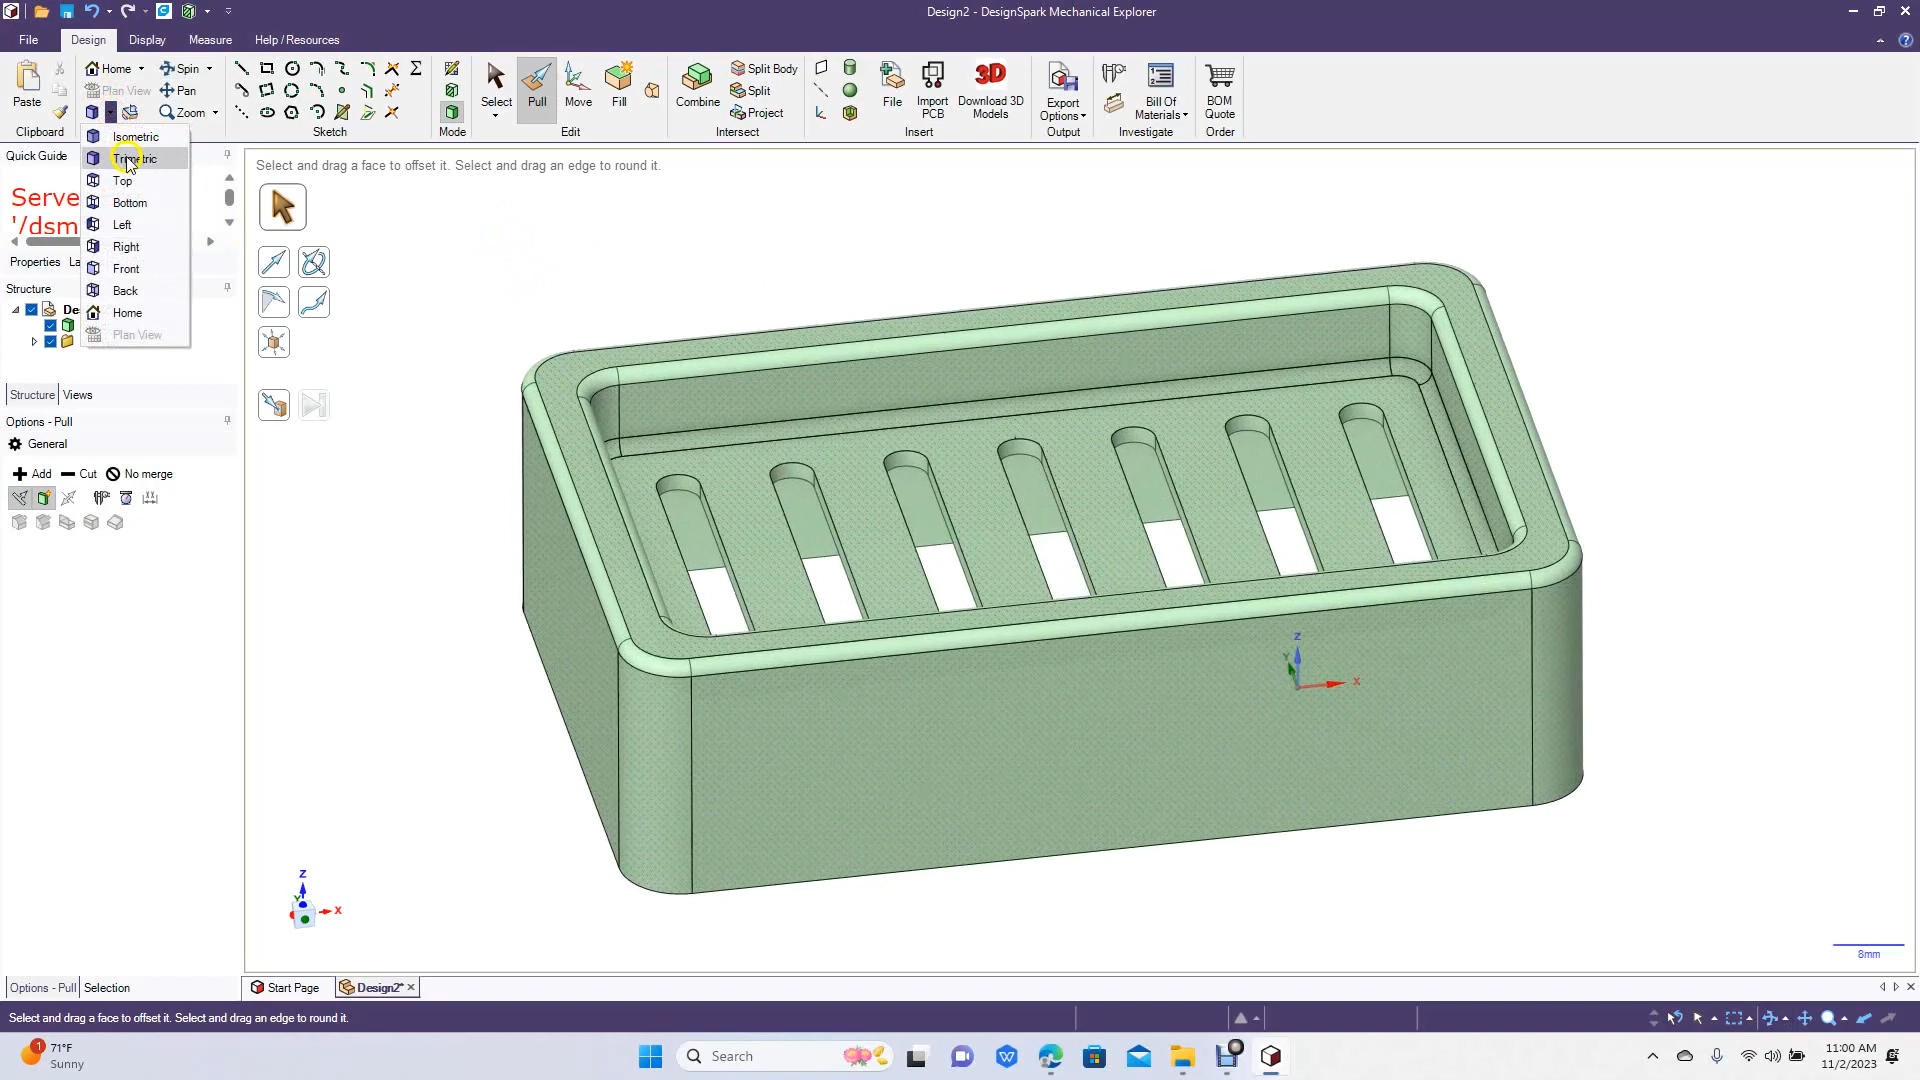 Design2 - DesignSpark Mechanical Explorer
File Design Display Measure Help / Resources
Paste
Home
Plan View
Spin
Pan
Zoom
Select
Pull
Move
Fill
Combine
Split Body
Split
Project
File
Import PCB
Download 3D Models
Export Options
Bill Of Materials
BOM Quote
Clipboard
Sketch
Mode
Edit
Intersect
Insert
Output
Investigate
Order
Isometric
Trimetric
Top
Bottom
Left
Right
Front
Back
Home
Plan View
Quick Guide
Serve
'/dsm
Properties La
Structure
De
Structure Views
Options - Pull
General
Add Cut No merge
Select and drag a face to offset it. Select and drag an edge to round it.
Z
Y
X
Z
Y
X
8mm
Options - Pull Selection
Start Page Design2*
Select and drag a face to offset it. Select and drag an edge to round it.
1
71°F
Sunny
Search
11:00 AM
11/2/2023